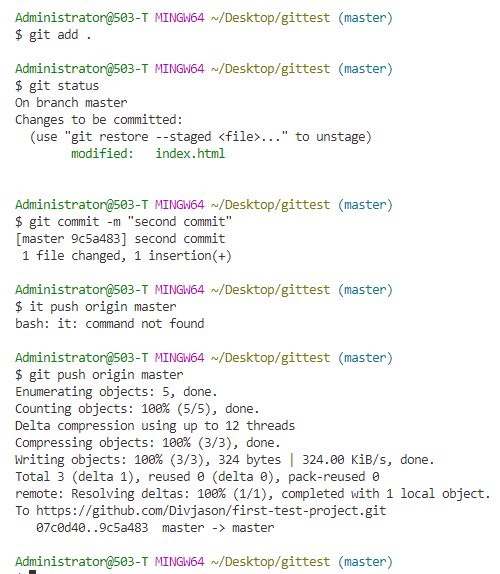 Administrator@503-T MINGW64 ~/Desktop/gittest (master)
$ git add .
Administrator@503-T MINGW64 ~/Desktop/gittest (master)
$ git status
On branch master
Changes to be committed:
  (use "git restore --staged <file>..." to unstage)
        modified:   index.html
Administrator@503-T MINGW64 ~/Desktop/gittest (master)
$ git commit -m "second commit"
[master 9c5a483] second commit
 1 file changed, 1 insertion(+)
Administrator@503-T MINGW64 ~/Desktop/gittest (master)
$ it push origin master
bash: it: command not found
Administrator@503-T MINGW64 ~/Desktop/gittest (master)
$ git push origin master
Enumerating objects: 5, done.
Counting objects: 100% (5/5), done.
Delta compression using up to 12 threads
Compressing objects: 100% (3/3), done.
Writing objects: 100% (3/3), 324 bytes | 324.00 KiB/s, done.
Total 3 (delta 1), reused 0 (delta 0), pack-reused 0
remote: Resolving deltas: 100% (1/1), completed with 1 local object.
To https://github.com/Divjason/first-test-project.git
   07c0d40..9c5a483  master -> master
Administrator@503-T MINGW64 ~/Desktop/gittest (master)